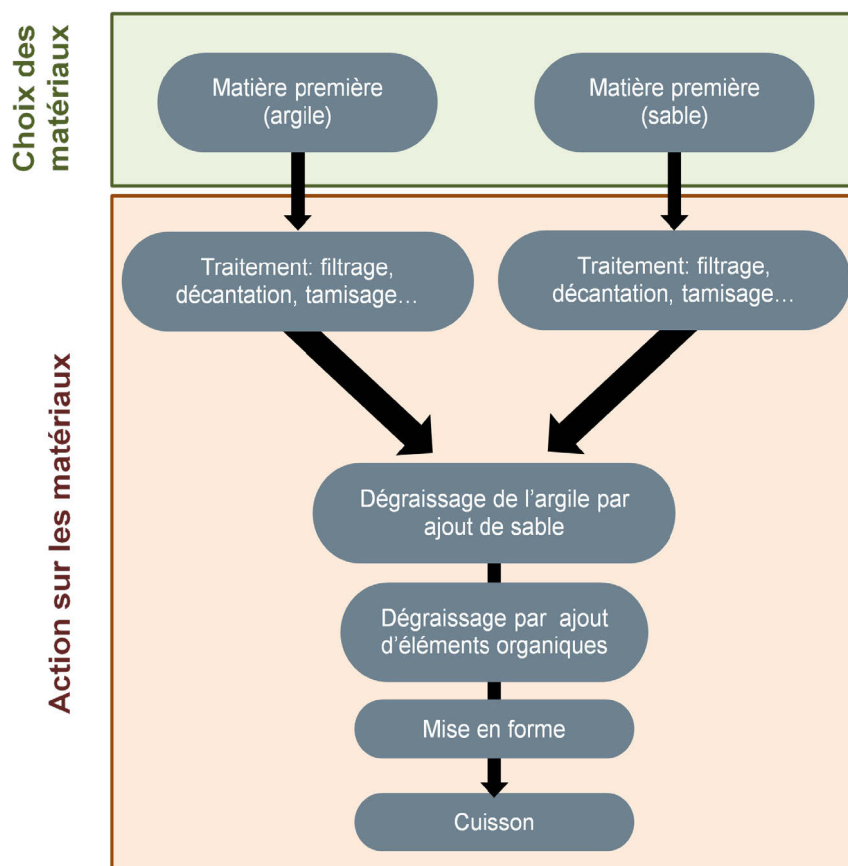 Choix des
matériaux
Matière première
(argile)
Matière première
(sable)
Action sur les matériaux
Traitement: filtrage,
décantation, tamisage…
Traitement: filtrage,
décantation, tamisage…
Dégraissage de l’argile par
ajout de sable
Dégraissage par ajout
d’éléments organiques
Mise en forme
Cuisson